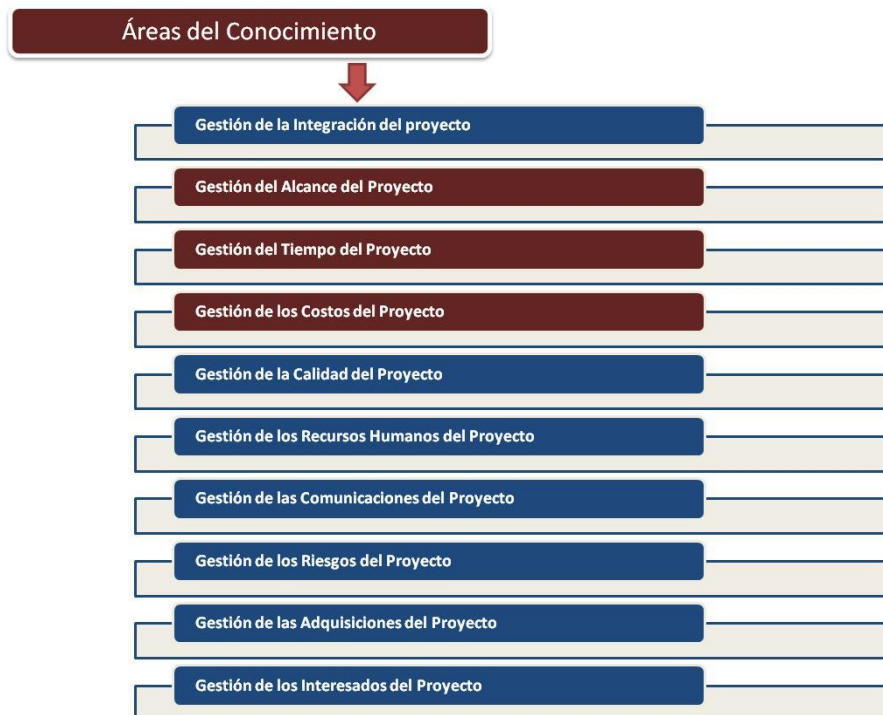 Áreas del Conocimiento
Gestión de la Integración del proyecto
Gestión del Alcance del Proyecto
Gestión del Tiempo del Proyecto
Gestión de los Costos del Proyecto
Gestión de la Calidad del Proyecto
Gestión de los Recursos Humanos del Proyecto
Gestión de las Comunicaciones del Proyecto
Gestión de los Riesgos del Proyecto
Gestión de las Adquisiciones del Proyecto
Gestión de los Interesados del Proyecto